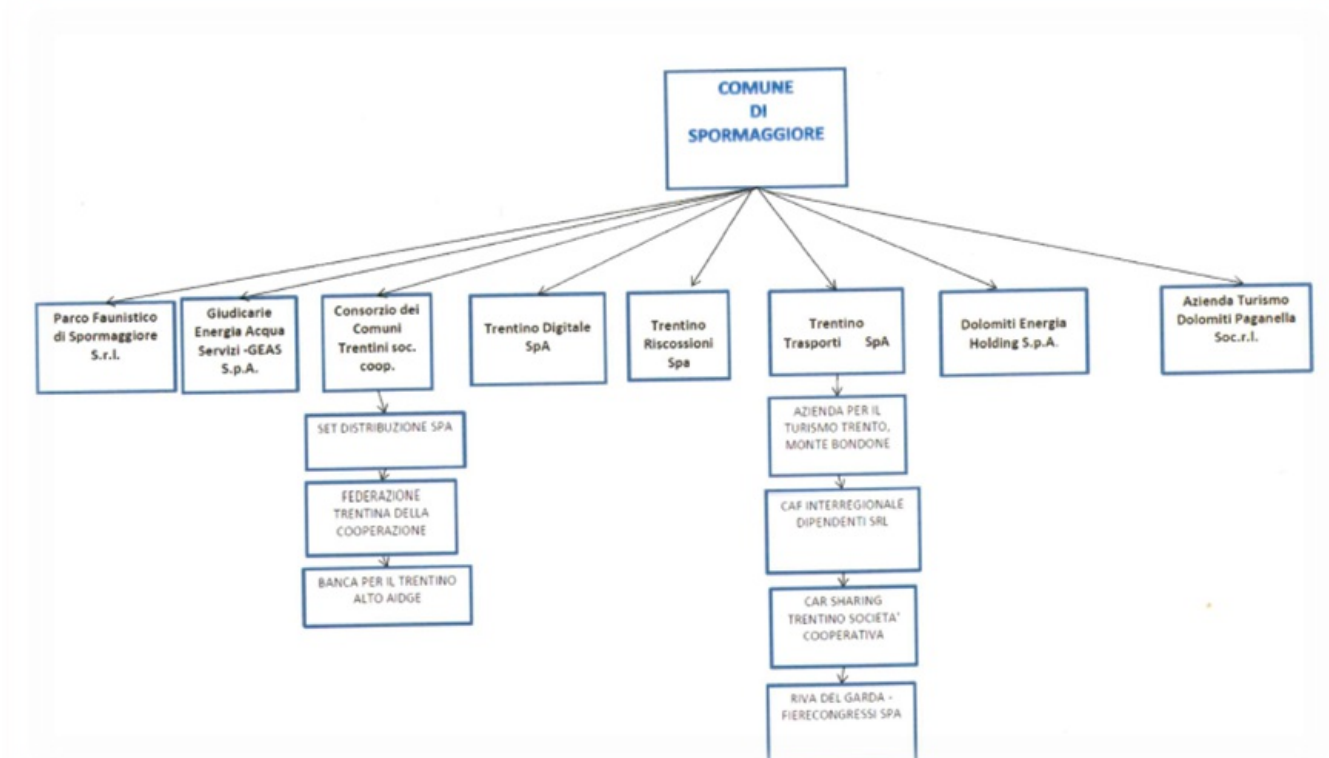 COMUNE
DI
SPORMAGGIORE
Parco Faunistico
di Spormaggiore
S.r.l.
Giudicarie
Energia Acqua
Servizi -GEAS
S.p.A.
Consorzio dei
Comuni
Trentini soc.
coop.
Trentino Digitale
SpA
Trentino
Riscossioni
Spa
Trentino
Trasporti SpA
Dolomiti Energia
Holding S.p.A.
Azienda Turismo
Dolomiti Paganella
Soc.r.l.
SET DISTRIBUZIONE SPA
FEDERAZIONE
TRENTINA DELLA
COOPERAZIONE
BANCA PER IL TRENTINO
ALTO AIDGE
AZIENDA PER IL
TURISMO TRENTO,
MONTE BONDONE
CAF INTERREGIONALE
DIPENDENTI SRL
CAR SHARING
TRENTINO SOCIETA'
COOPERATIVA
RIVA DEL GARDA -
FIERECONGRESSI SPA